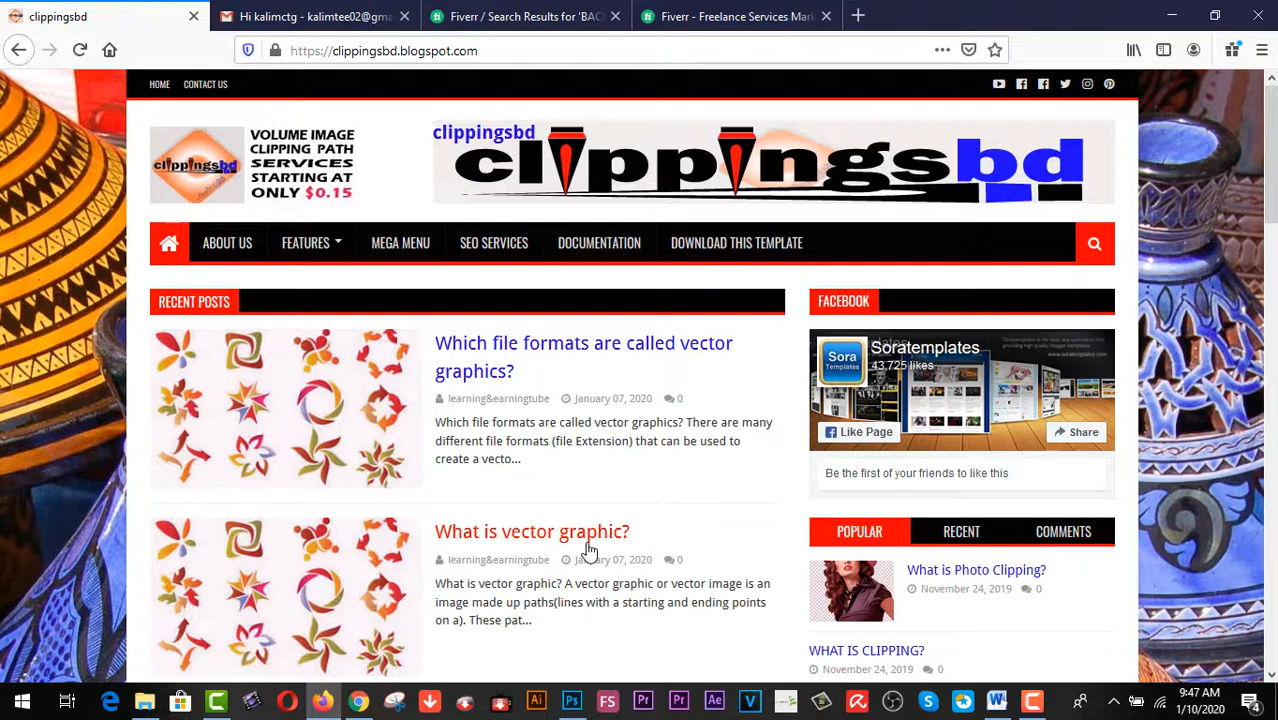 clippingsbd
Hi kalimctg - kalimtee02@gma
Fiverr / Search Results for 'BAC
Fiverr - Freelance Services Mar
https://clippingsbd.blogspot.com
HOME CONTACT US
VOLUME IMAGE
CLIPPING PATH
SERVICES
STARTING AT
ONLY $0.15
clippingsbd
clippingsbd
clippingsbd
ABOUT US FEATURES MEGA MENU SEO SERVICES DOCUMENTATION DOWNLOAD THIS TEMPLATE
RECENT POSTS
Which file formats are called vector
graphics?
learning&earningtube January 07, 2020 0
Which file formats are called vector graphics? There are many
different file formats (file Extension) that can be used to
create a vecto...
What is vector graphic?
learning&earningtube January 07, 2020 0
What is vector graphic? A vector graphic or vector image is an
image made up paths(lines with a starting and ending points
on a). These pat...
FACEBOOK
Sora
Templates
Soratemplates
43,725 likes
Like Page
Share
Be the first of your friends to like this
POPULAR RECENT COMMENTS
What is Photo Clipping?
November 24, 2019 0
WHAT IS CLIPPING?
November 24, 2019 0
9:47 AM
1/10/2020
4